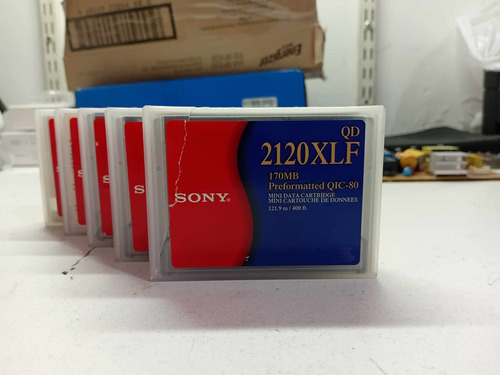 Energizer
QD
2120XLF
170MB
Preformatted QIC-80
MINI DATA CARTRIDGE
MINI CARTOUCHE DE DONNEES
121.9 m / 400 ft.
SONY®